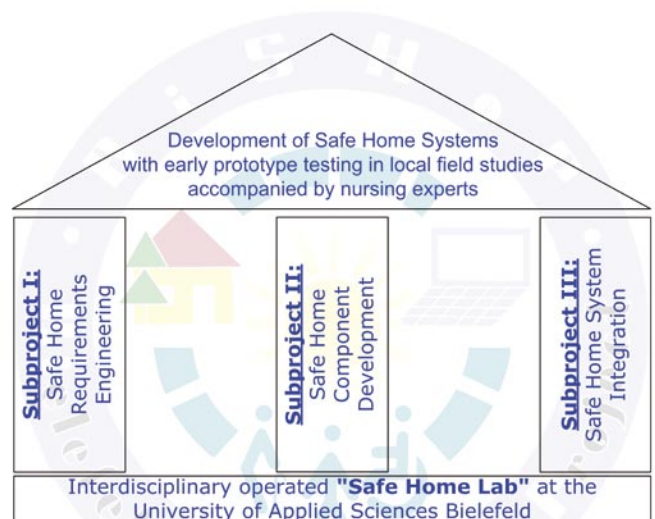 Development of Safe Home Systems
with early prototype testing in local field studies
accompanied by nursing experts
Subproject I:
Safe Home
Requirements
Engineering
Subproject II:
Safe Home
Component
Development
Subproject III:
Safe Home System
Integration
Interdisciplinary operated "Safe Home Lab" at the
University of Applied Sciences Bielefeld